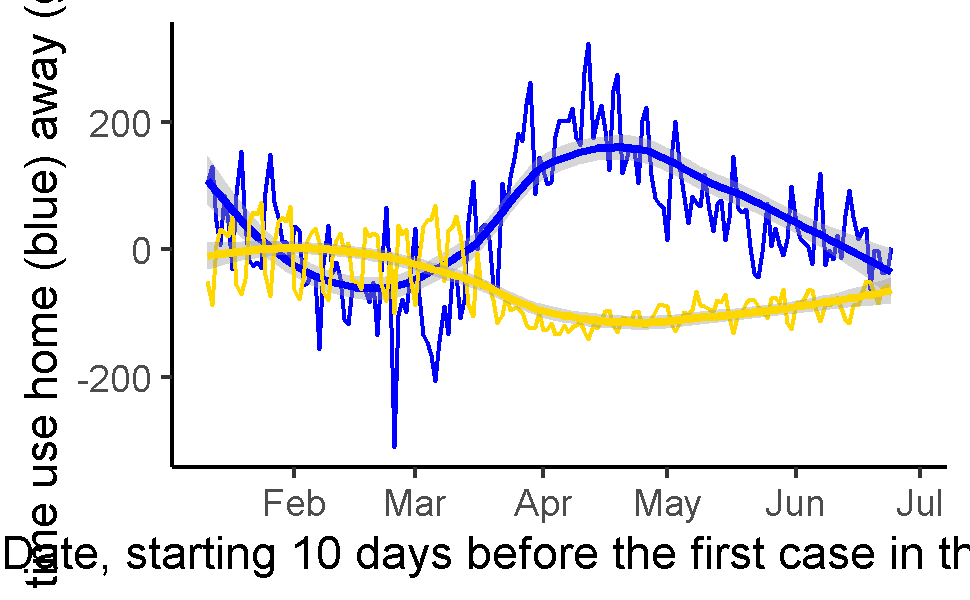 time use home (blue) away (
200
0
-200
Feb Mar Apr May Jun Jul
Date, starting 10 days before the first case in th